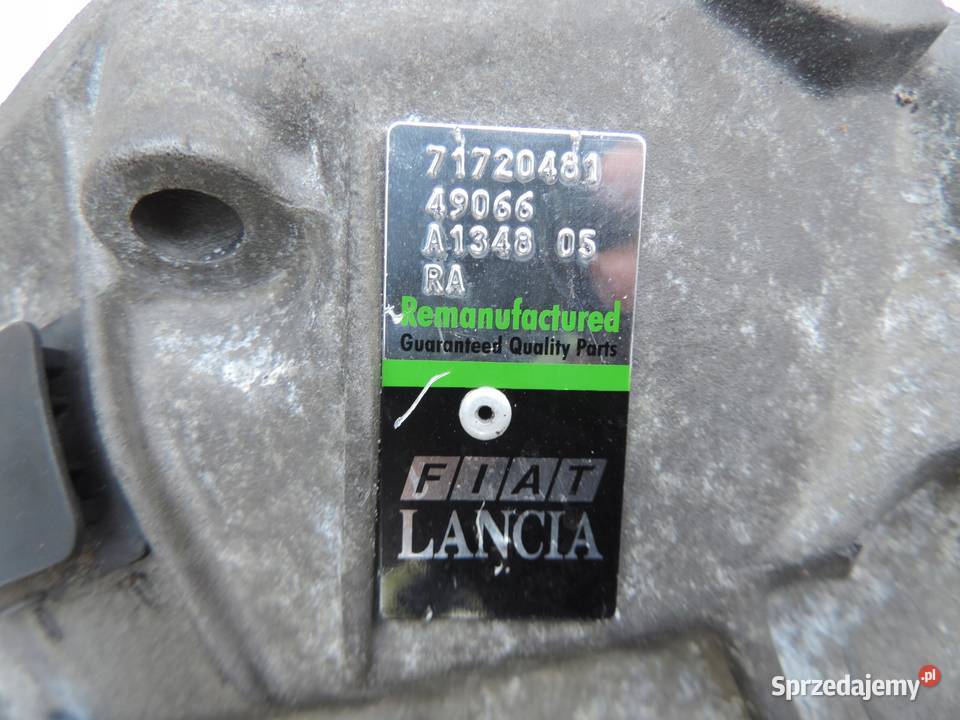 71720481
49066
A1348 05
RA
Remanufactured
Guaranteed Quality Parts
FIAT
LANCIA
Sprzedajemy.pl